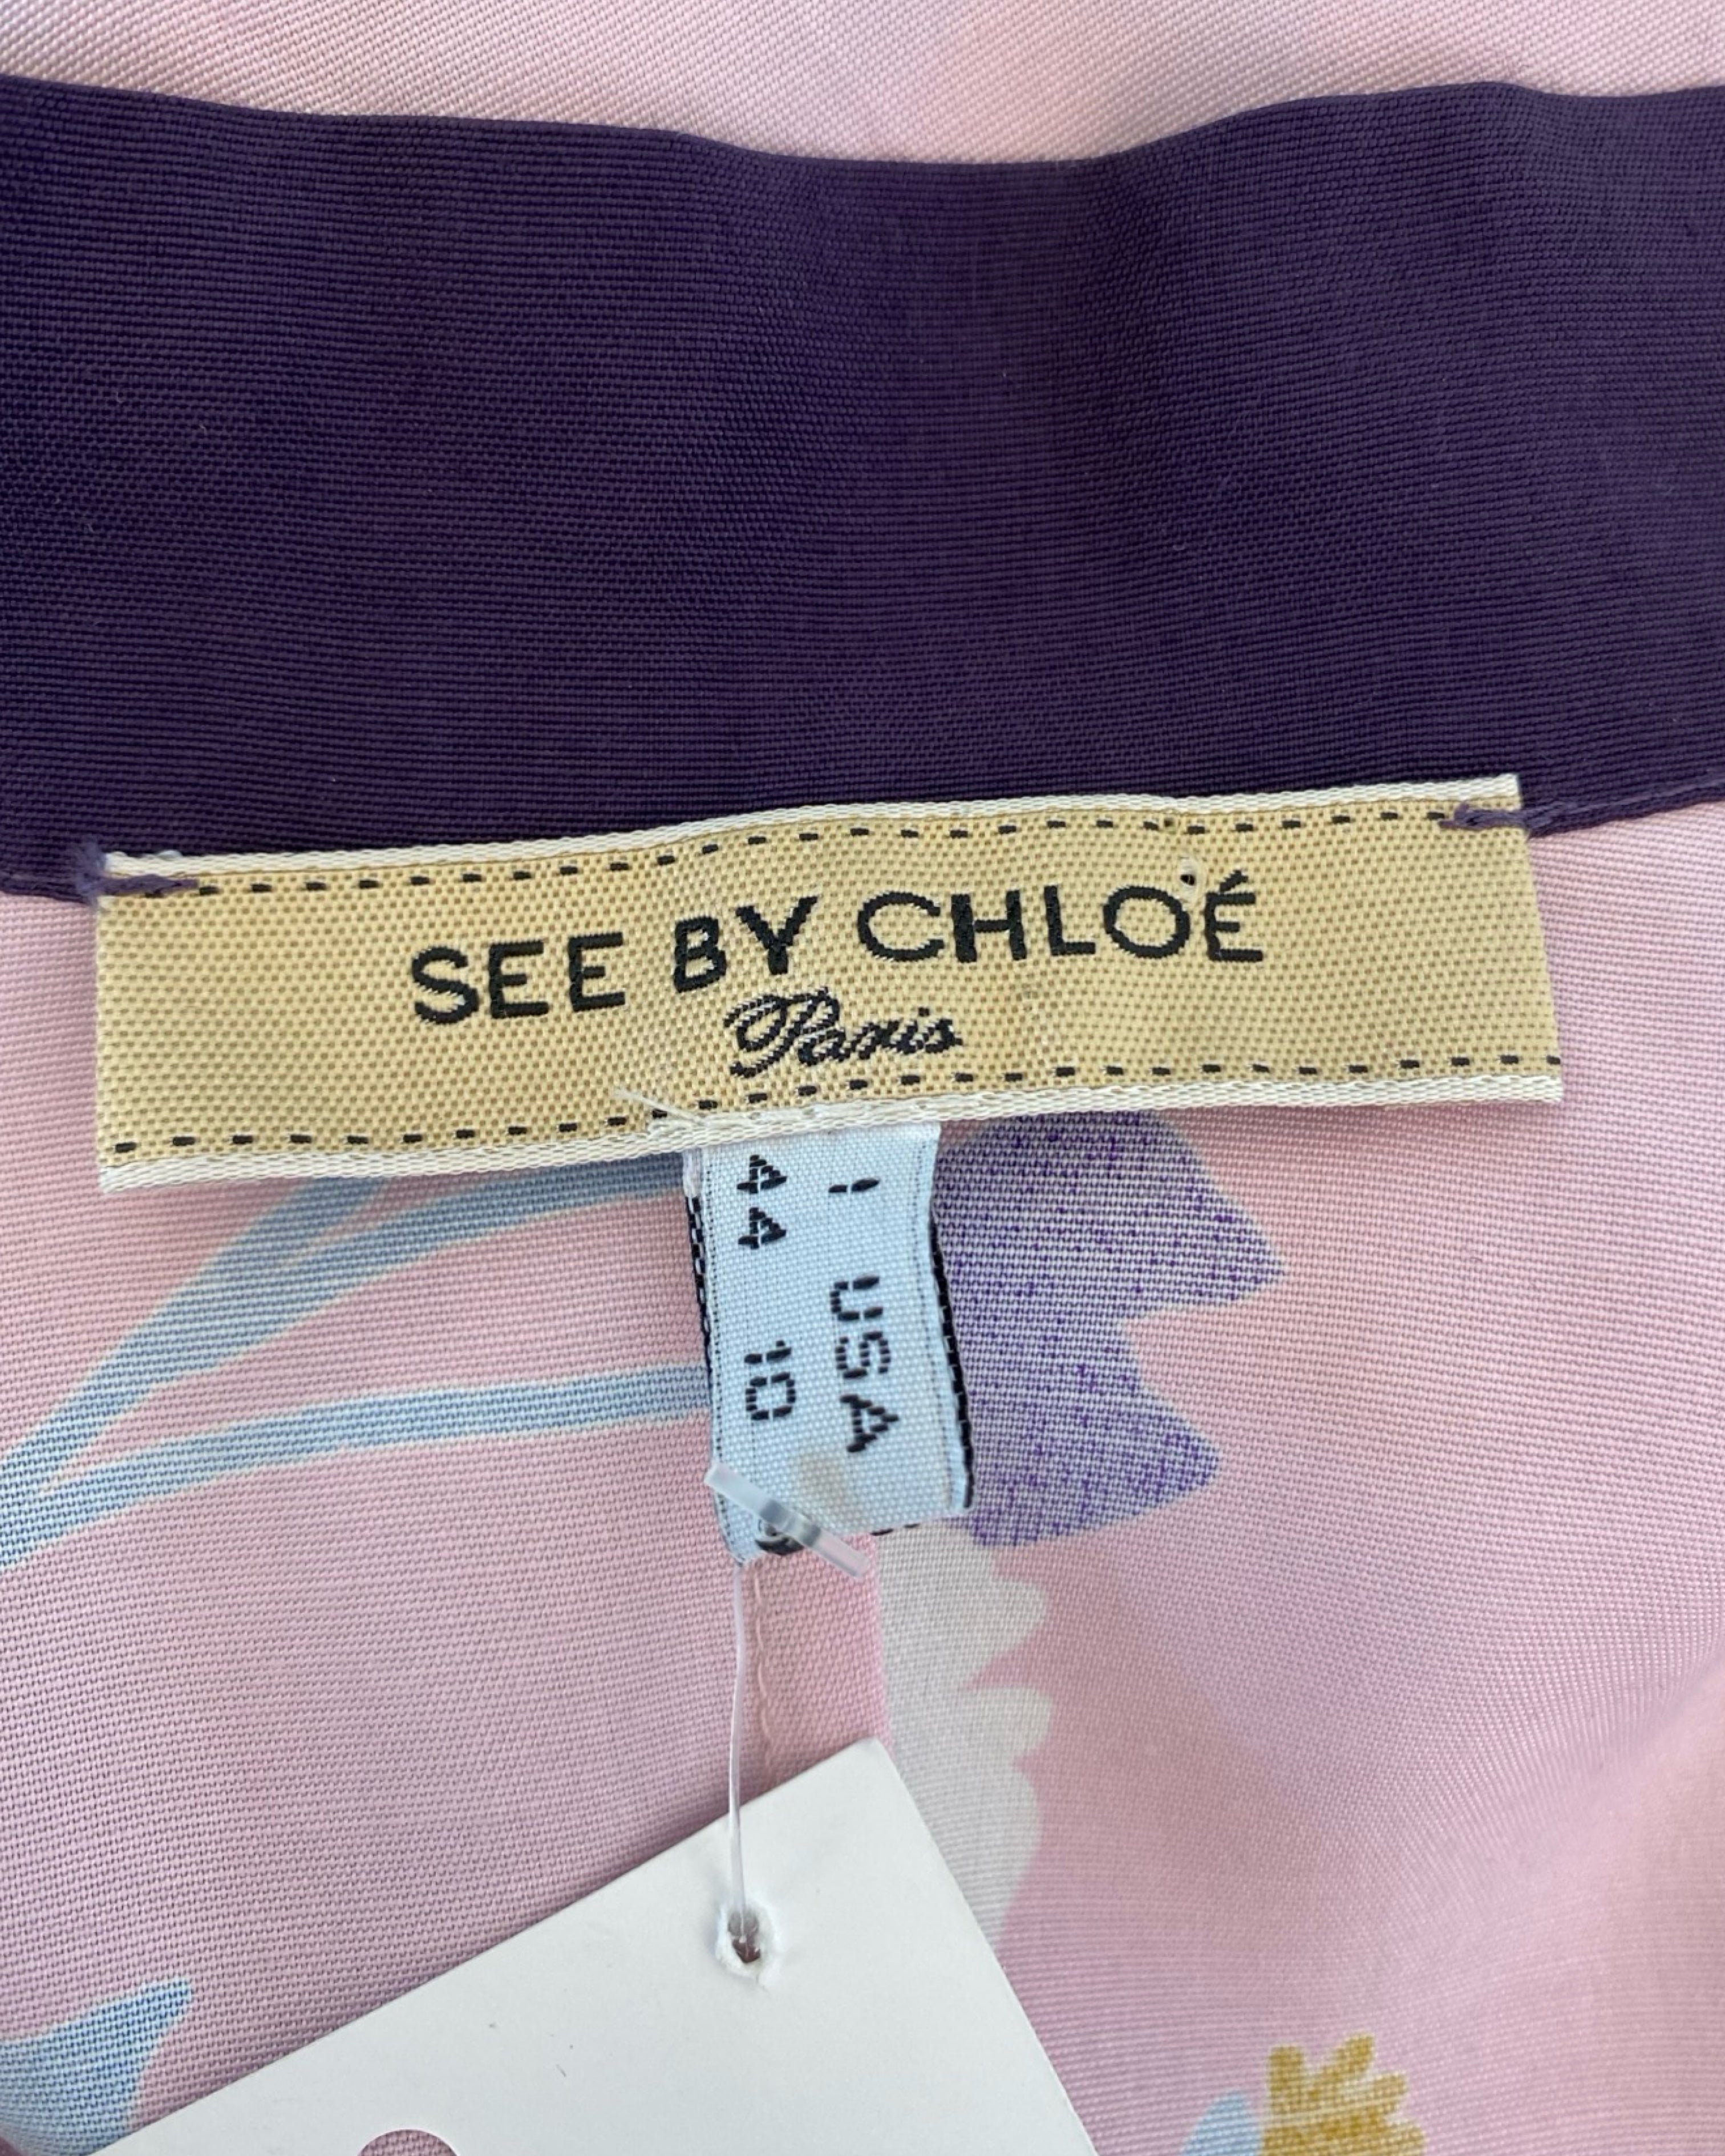 SEE BY CHLOÉ
Paris
I USA
44 10